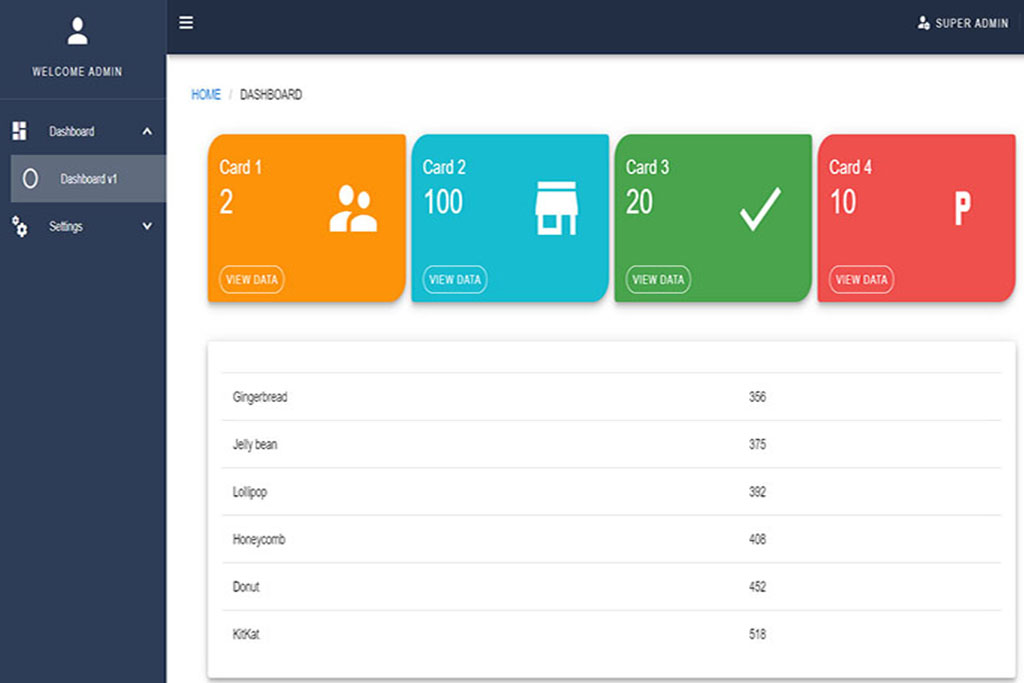 WELCOME ADMIN
SUPER ADMIN
Dashboard
Dashboard v1
Settings
HOME / DASHBOARD
Card 1
2
VIEW DATA
Card 2
100
VIEW DATA
Card 3
20
VIEW DATA
Card 4
10
P
VIEW DATA
Gingerbread 356
Jelly bean 375
Lollipop 392
Honeycomb 408
Donut 452
KitKat 518